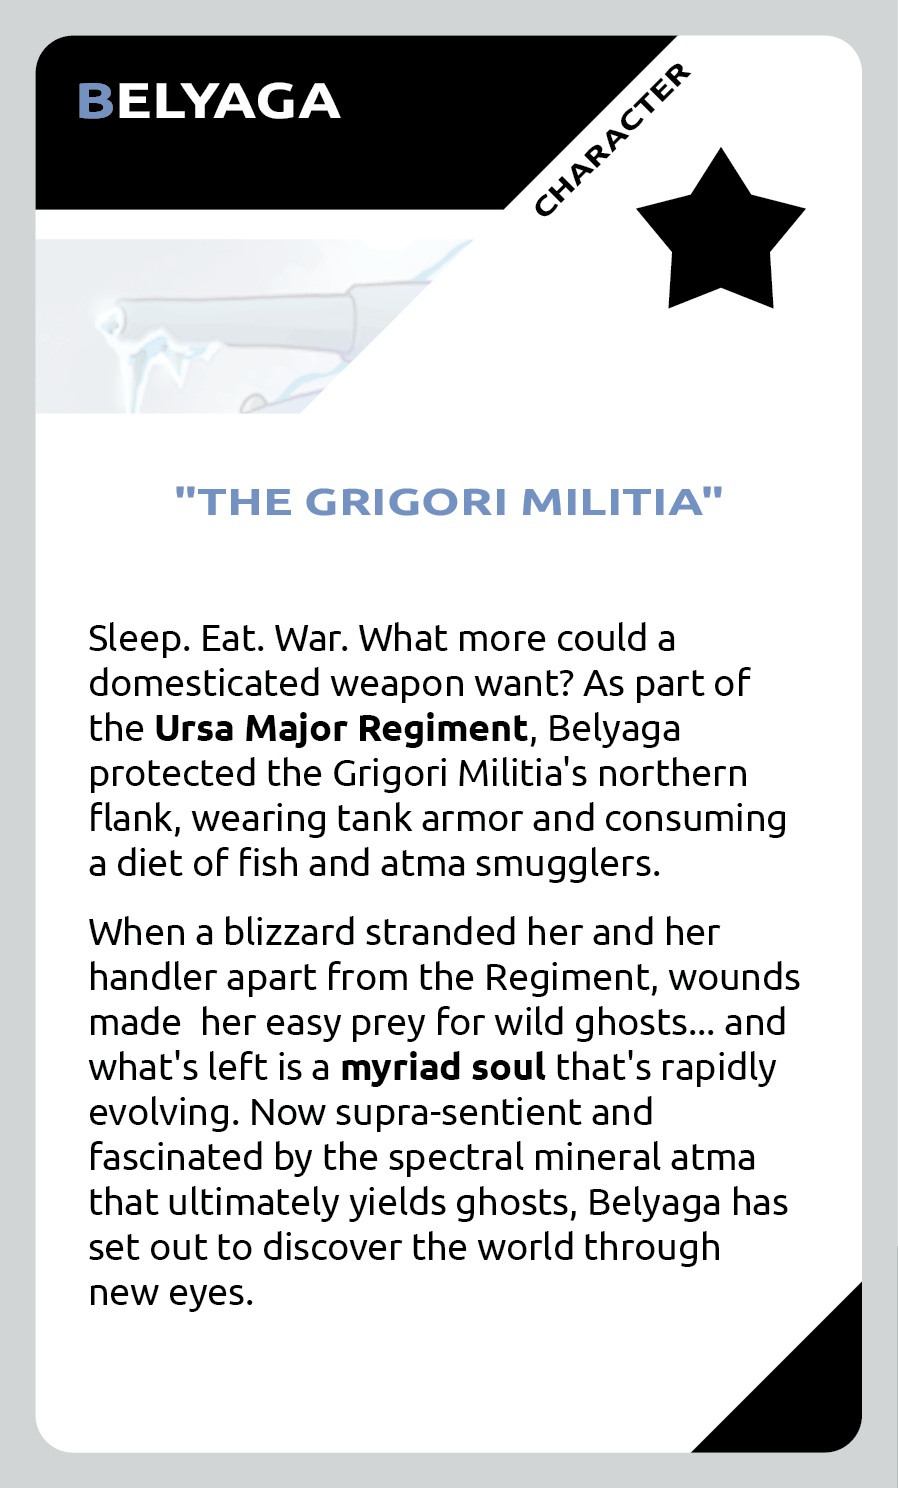 BELYAGA
CHARACTER
"THE GRIGORI MILITIA"
Sleep. Eat. War. What more could a
domesticated weapon want? As part of
the Ursa Major Regiment, Belyaga
protected the Grigori Militia's northern
flank, wearing tank armor and consuming
a diet of fish and atma smugglers.
When a blizzard stranded her and her
handler apart from the Regiment, wounds
made  her easy prey for wild ghosts... and
what's left is a myriad soul that's rapidly
evolving. Now supra-sentient and
fascinated by the spectral mineral atma
that ultimately yields ghosts, Belyaga has
set out to discover the world through
new eyes.